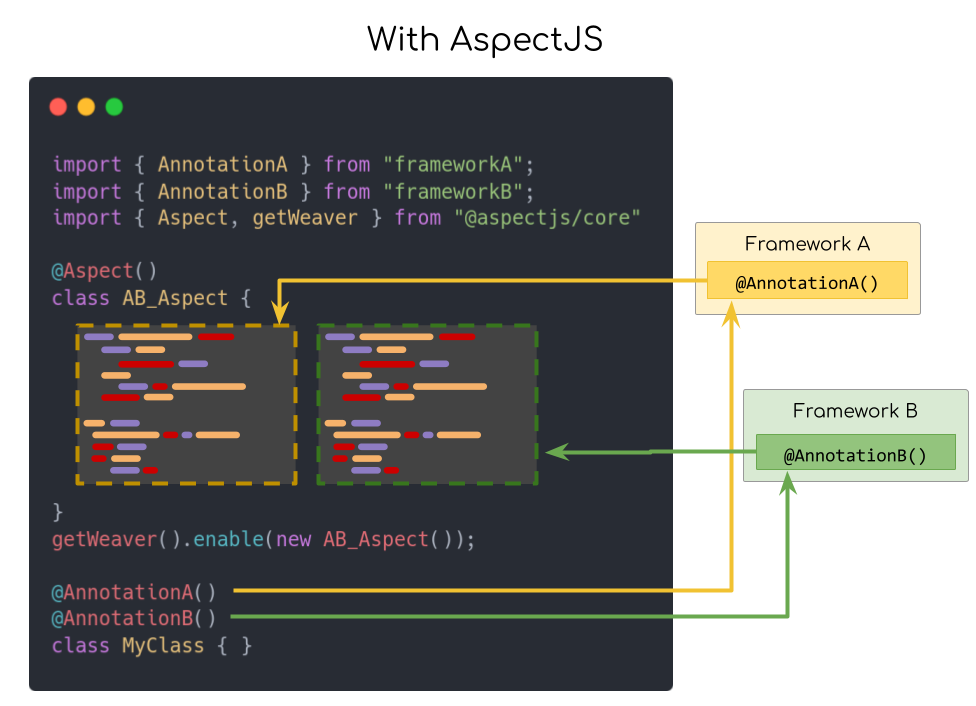 With AspectJS
import { AnnotationA } from "frameworkA";
import { AnnotationB } from "frameworkB";
import { Aspect, getWeaver } from "@aspectjs/core"
@Aspect()
class AB_Aspect {
}
getWeaver().enable(new AB_Aspect());
@AnnotationA()
@AnnotationB()
class MyClass { }
Framework A
@AnnotationA()
Framework B
@AnnotationB()